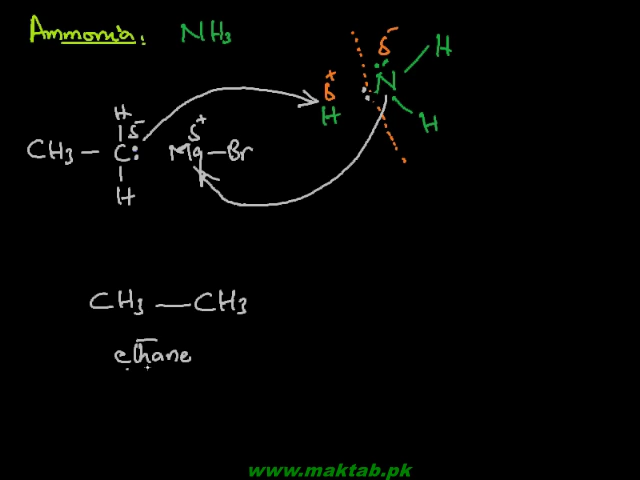 Ammonia: NH3
δ⁻
N H
δ⁺
H H
H
δ⁻ δ⁺
CH3 — C: Mg — Br
H
CH3 — CH3
ethane
www.maktab.pk